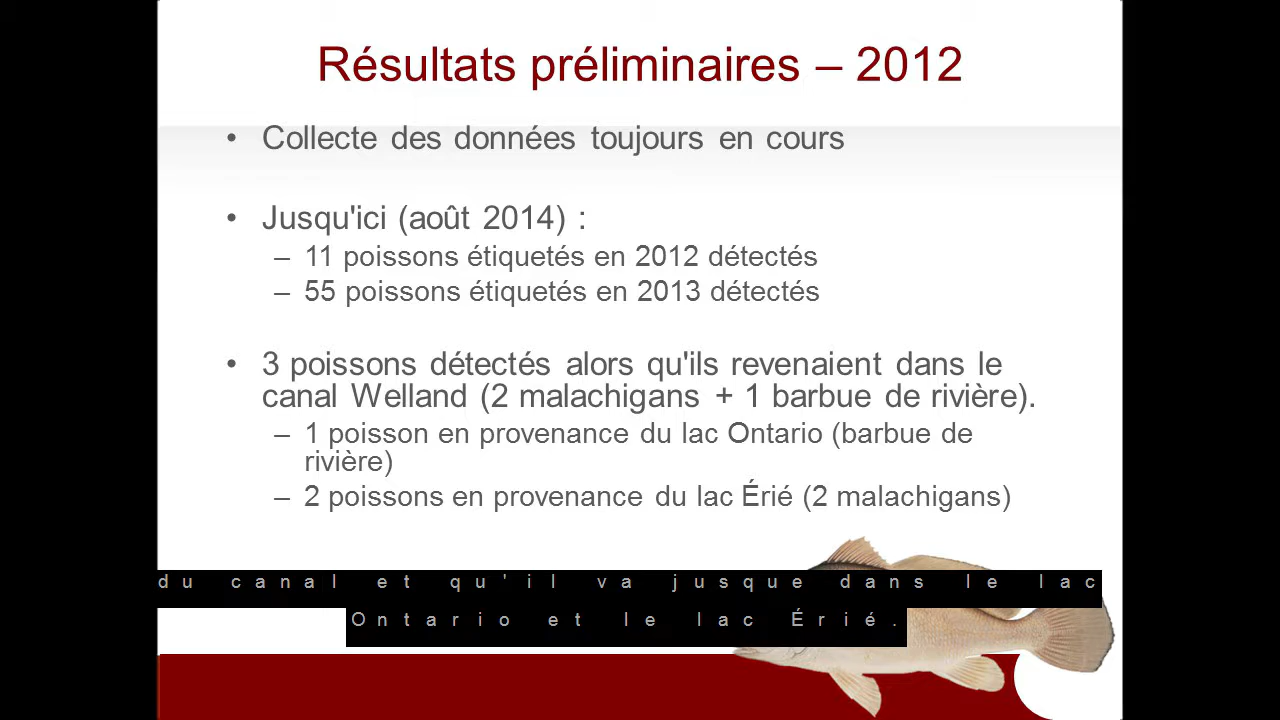 Résultats préliminaires – 2012
• Collecte des données toujours en cours
• Jusqu'ici (août 2014) :
– 11 poissons étiquetés en 2012 détectés
– 55 poissons étiquetés en 2013 détectés
• 3 poissons détectés alors qu'ils revenaient dans le
canal Welland (2 malachigans + 1 barbue de rivière).
– 1 poisson en provenance du lac Ontario (barbue de
rivière)
– 2 poissons en provenance du lac Érié (2 malachigans)
du canal et qu'il va jusque dans le lac
Ontario et le lac Érié.